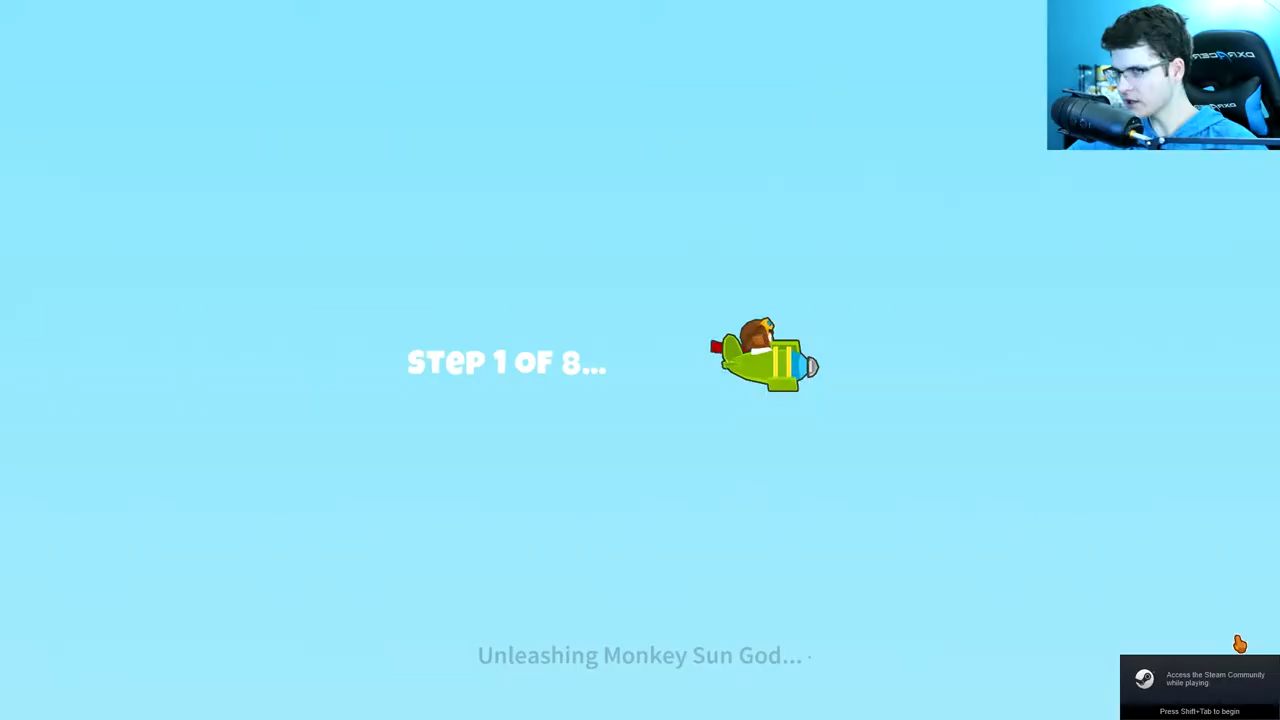 Step 1 of 8...
Unleashing Monkey Sun God...
Access the Steam Community
while playing.
Press Shift+Tab to begin